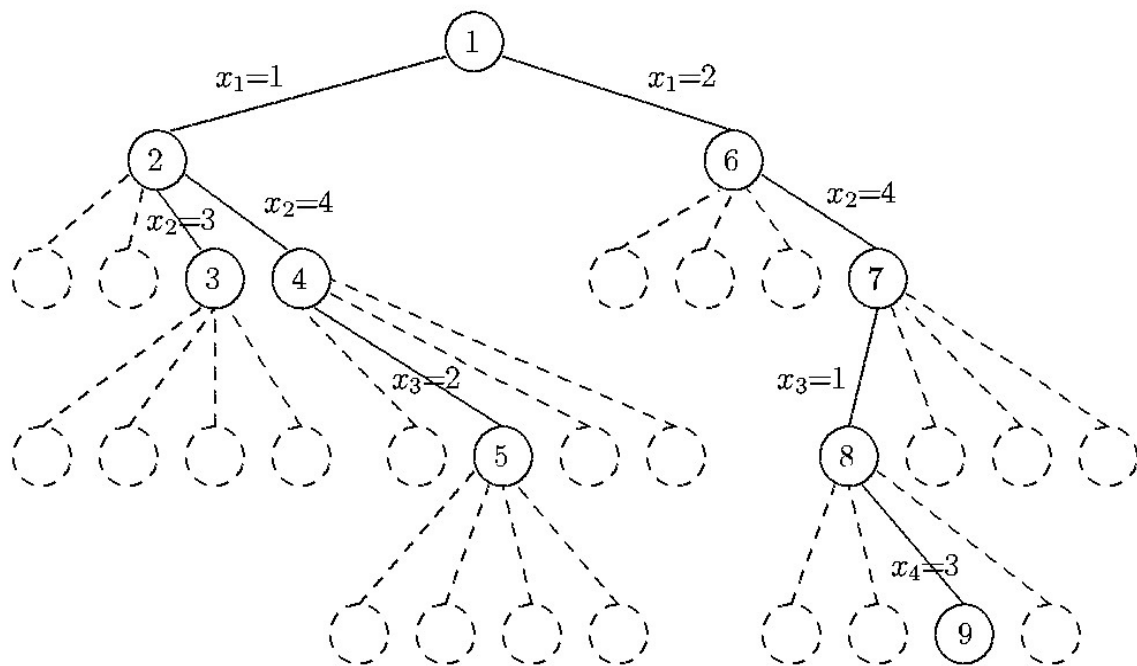 1
x₁=1 x₁=2
2 6
x₂=3 x₂=4 x₂=4
3 4 7
x₃=2 x₃=1
5 8
x₄=3
9